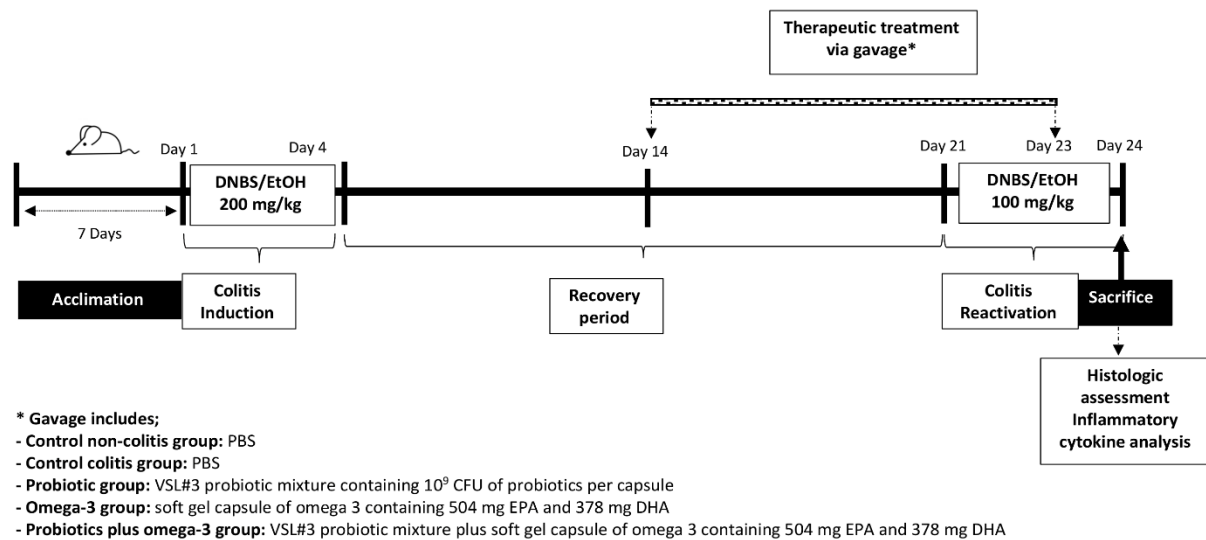 Therapeutic treatment
via gavage*
Day 1
Day 4
Day 14
Day 21
Day 23
Day 24
DNBS/EtOH
200 mg/kg
DNBS/EtOH
100 mg/kg
7 Days
Acclimation
Colitis
Induction
Recovery
period
Colitis
Reactivation
Sacrifice
Histologic
assessment
Inflammatory
cytokine analysis
* Gavage includes;
- Control non-colitis group: PBS
- Control colitis group: PBS
- Probiotic group: VSL#3 probiotic mixture containing 10⁹ CFU of probiotics per capsule
- Omega-3 group: soft gel capsule of omega 3 containing 504 mg EPA and 378 mg DHA
- Probiotics plus omega-3 group: VSL#3 probiotic mixture plus soft gel capsule of omega 3 containing 504 mg EPA and 378 mg DHA